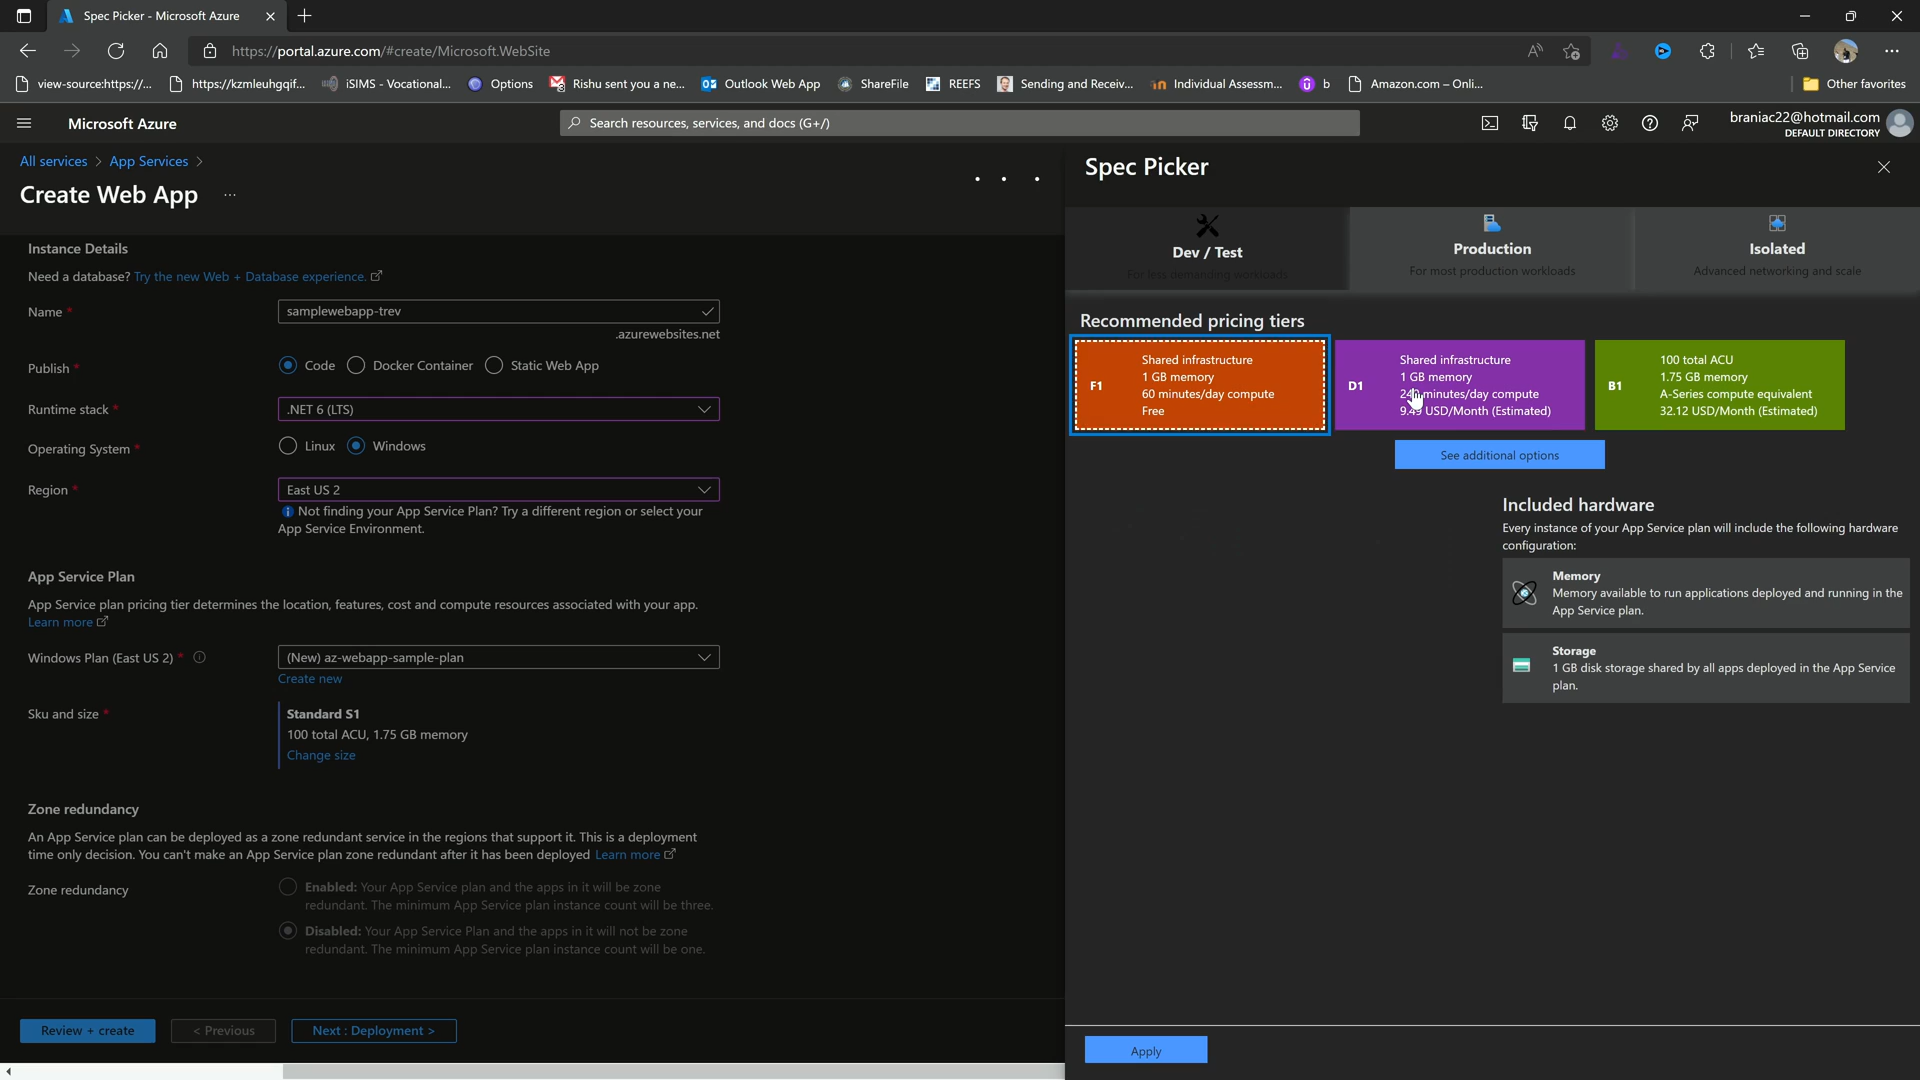 Spec Picker - Microsoft Azure
https://portal.azure.com/#create/Microsoft.WebSite
view-source:https://...
https://kzmleuhgqif...
iSIMS - Vocational...
Options
Rishu sent you a ne...
Outlook Web App
ShareFile
REEFS
Sending and Receiv...
Individual Assessm...
b
Amazon.com – Onli...
Other favorites
Microsoft Azure
Search resources, services, and docs (G+/)
braniac22@hotmail.com
DEFAULT DIRECTORY
All services > App Services >
Create Web App ...
Instance Details
Need a database? Try the new Web + Database experience.
Name *
samplewebapp-trev
.azurewebsites.net
Publish *
Code
Docker Container
Static Web App
Runtime stack *
.NET 6 (LTS)
Operating System *
Linux
Windows
Region *
East US 2
Not finding your App Service Plan? Try a different region or select your
App Service Environment.
App Service Plan
App Service plan pricing tier determines the location, features, cost and compute resources associated with your app.
Learn more
Windows Plan (East US 2) *
(New) az-webapp-sample-plan
Create new
Sku and size *
Standard S1
100 total ACU, 1.75 GB memory
Change size
Zone redundancy
An App Service plan can be deployed as a zone redundant service in the regions that support it. This is a deployment
time only decision. You can't make an App Service plan zone redundant after it has been deployed Learn more
Zone redundancy
Enabled: Your App Service plan and the apps in it will be zone
redundant. The minimum App Service plan instance count will be three.
Disabled: Your App Service Plan and the apps in it will not be zone
redundant. The minimum App Service plan instance count will be one.
Review + create
< Previous
Next : Deployment >
Spec Picker
Dev / Test
For less demanding workloads
Production
For most production workloads
Isolated
Advanced networking and scale
Recommended pricing tiers
F1
Shared infrastructure
1 GB memory
60 minutes/day compute
Free
D1
Shared infrastructure
1 GB memory
minutes/day compute
USD/Month (Estimated)
B1
100 total ACU
1.75 GB memory
A-Series compute equivalent
32.12 USD/Month (Estimated)
See additional options
Included hardware
Every instance of your App Service plan will include the following hardware
configuration:
Memory
Memory available to run applications deployed and running in the
App Service plan.
Storage
1 GB disk storage shared by all apps deployed in the App Service
plan.
Apply